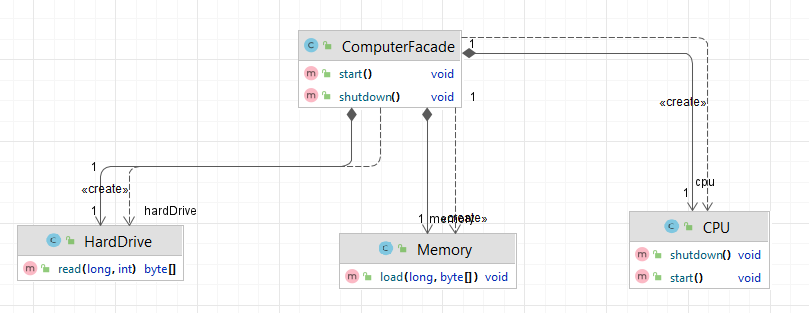 C ComputerFacade
m start() void
m shutdown() void
1
1
«create»
cpu
1
1
«create»
1
hardDrive
1 memory
«create»
C HardDrive
m read(long, int) byte[]
C Memory
m load(long, byte[]) void
C CPU
m shutdown() void
m start() void